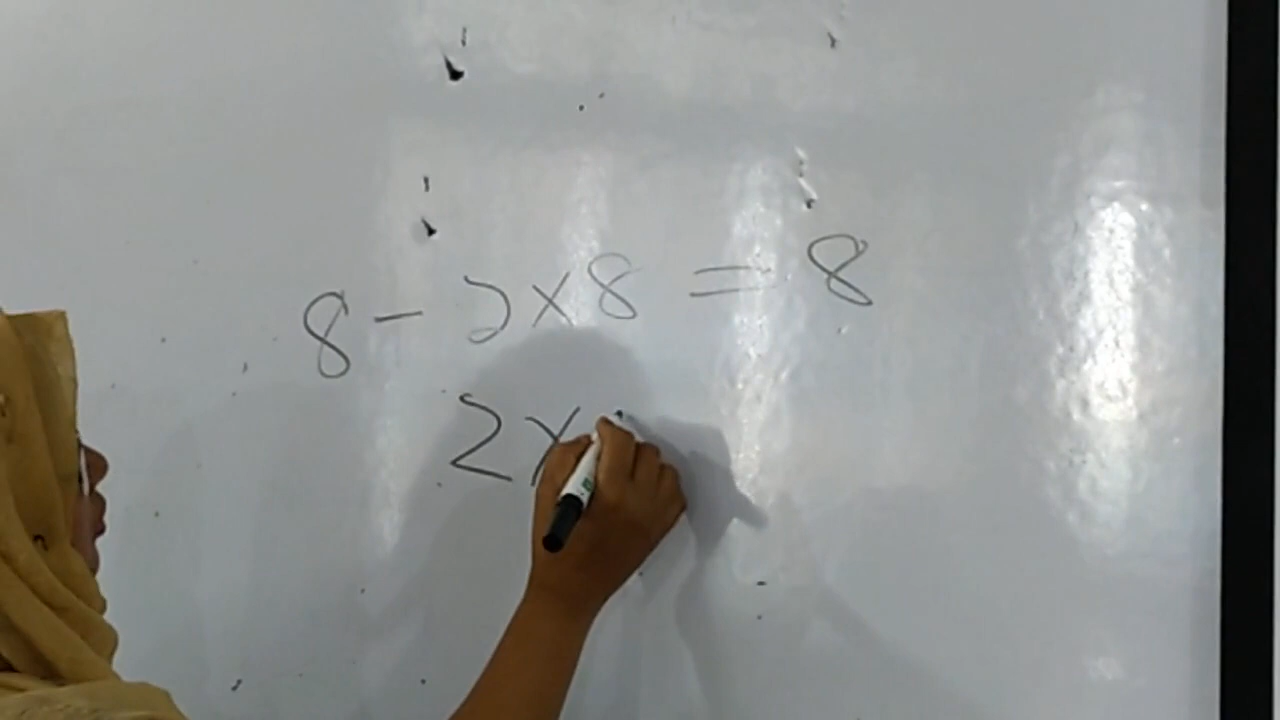 8 - 2 x 8 = 8
2 x